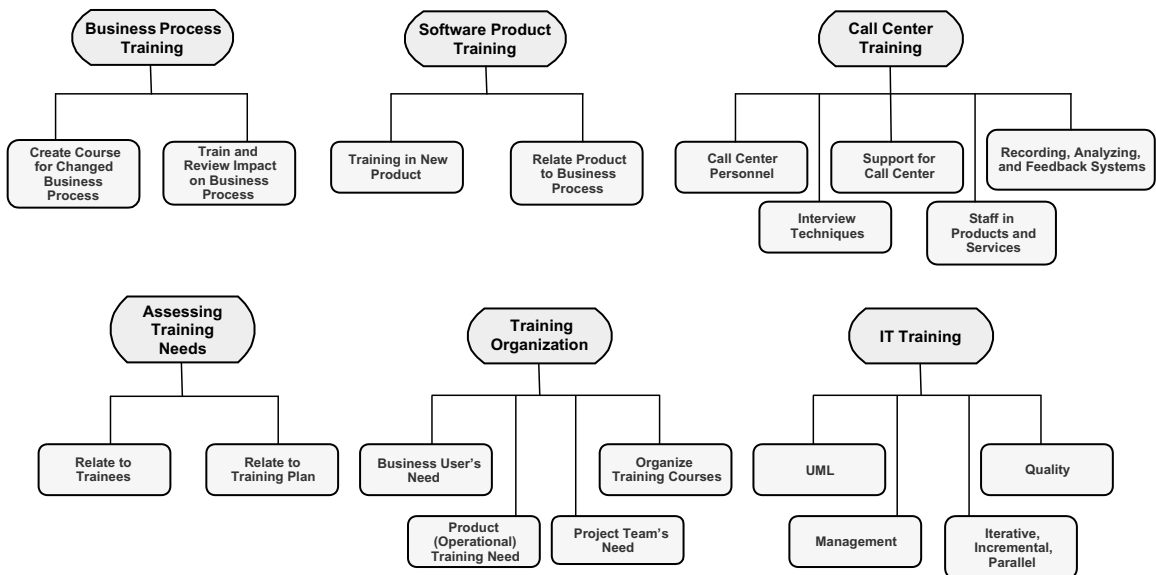 Business Process
Training
Software Product
Training
Call Center
Training
Create Course
for Changed
Business
Process
Train and
Review Impact
on Business
Process
Training in New
Product
Relate Product
to Business
Process
Call Center
Personnel
Support for
Call Center
Recording, Analyzing,
and Feedback Systems
Interview
Techniques
Staff in
Products and
Services
Assessing
Training
Needs
Training
Organization
IT Training
Relate to
Trainees
Relate to
Training Plan
Business User's
Need
Organize
Training Courses
UML
Quality
Product
(Operational)
Training Need
Project Team's
Need
Management
Iterative,
Incremental,
Parallel